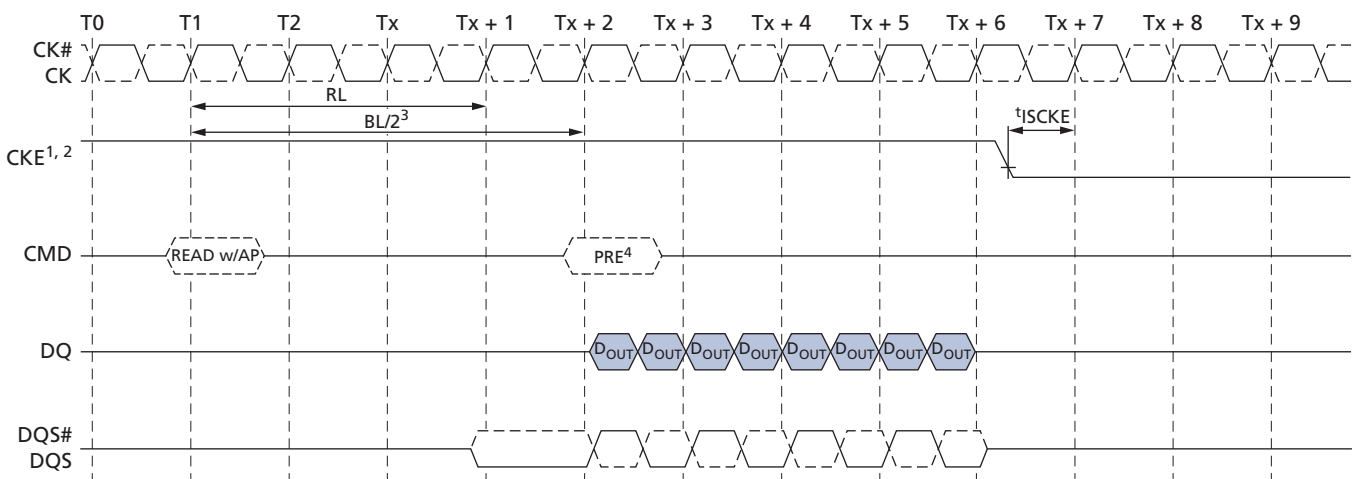 T0 T1 T2 Tx Tx + 1 Tx + 2 Tx + 3 Tx + 4 Tx + 5 Tx + 6 Tx + 7 Tx + 8 Tx + 9
CK#
CK
RL
BL/2³
tISCKE
CKE1, 2
CMD READ w/AP PRE⁴
DQ DOUT DOUT DOUT DOUT DOUT DOUT DOUT DOUT
DQS#
DQS